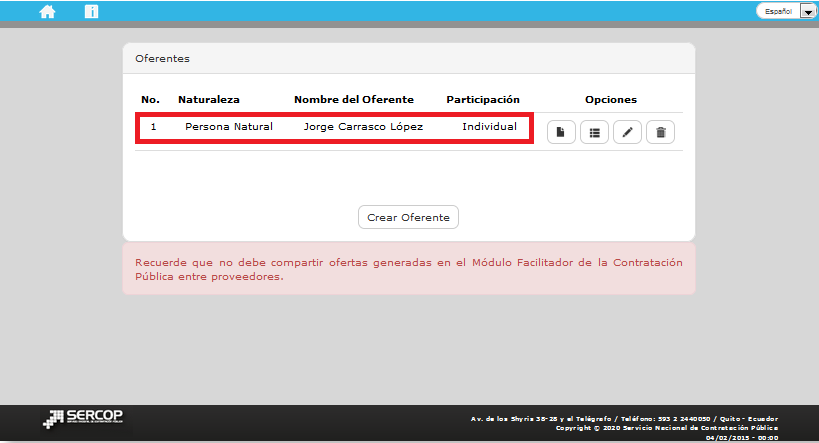 Español
Oferentes
No. Naturaleza Nombre del Oferente Participación Opciones
1 Persona Natural Jorge Carrasco López Individual
Crear Oferente
Recuerde que no debe compartir ofertas generadas en el Módulo Facilitador de la Contratación
Pública entre proveedores.
SERCOP
Av. de los Shyris 38-28 y el Telégrafo / Teléfono: 593 2 2440050 / Quito - Ecuador
Copyright © 2020 Servicio Nacional de Contratación Pública
04/02/2015 - 00:00